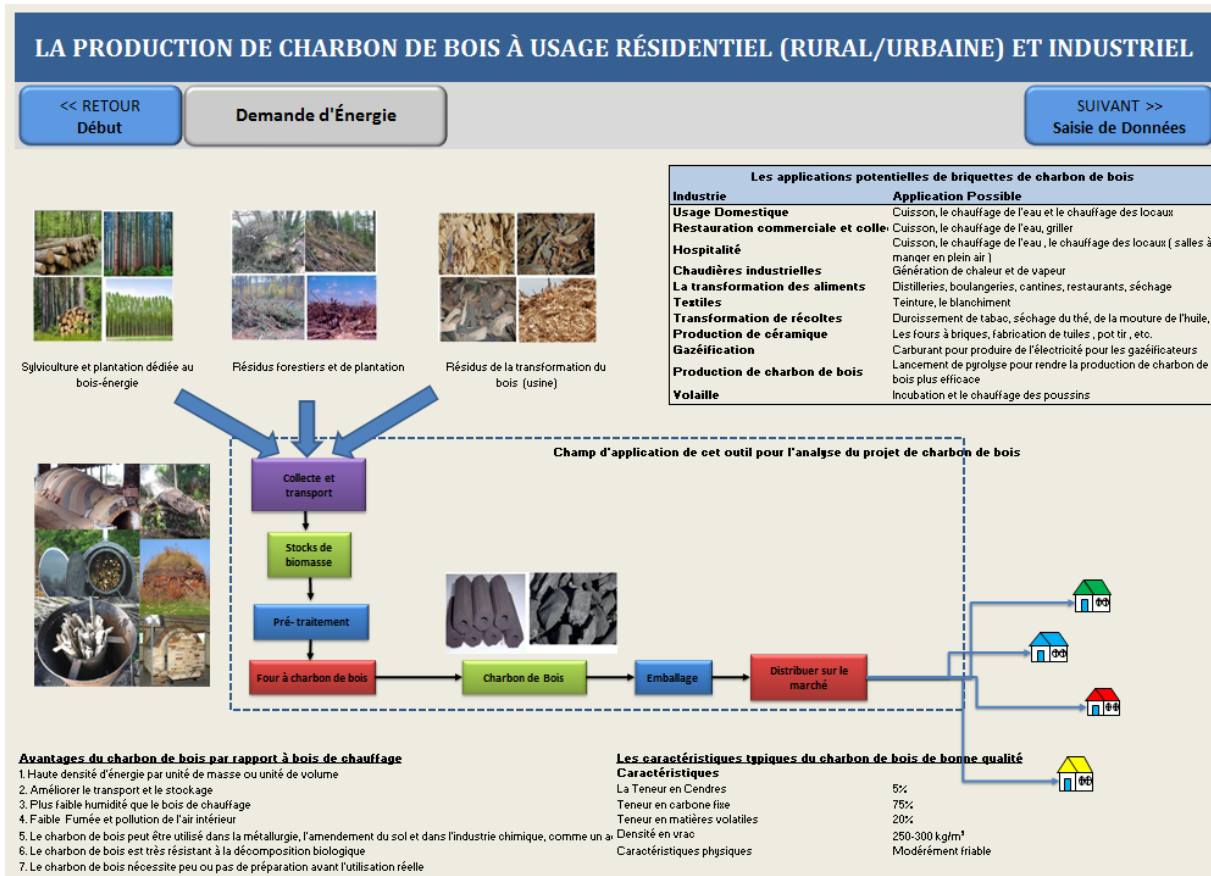 LA PRODUCTION DE CHARBON DE BOIS À USAGE RÉSIDENTIEL (RURAL/URBAINE) ET INDUSTRIEL
<< RETOUR
Début
Demande d'Énergie
SUIVANT >>
Saisie de Données
Les applications potentielles de briquettes de charbon de bois
Industrie Application Possible
Usage Domestique Cuisson, le chauffage de l'eau et le chauffage des locaux
Restauration commerciale et colle Cuisson, le chauffage de l'eau, griller
Hospitalité Cuisson, le chauffage de l'eau , le chauffage des locaux ( salles à
manger en plein air )
Chaudières industrielles Génération de chaleur et de vapeur
La transformation des aliments Distilleries, boulangeries, cantines, restaurants, séchage
Textiles Teinture, le blanchiment
Transformation de récoltes Durcissement de tabac, séchage du thé, de la mouture de l'huile,
Production de céramique Les fours à briques, fabrication de tuiles , pot tir , etc.
Gazéification Carburant pour produire de l'électricité pour les gazéificateurs
Production de charbon de bois Lancement de pyrolyse pour rendre la production de charbon de
bois plus efficace
Volaille Incubation et le chauffage des poussins
Sylviculture et plantation dédiée au
bois-énergie
Résidus forestiers et de plantation
Résidus de la transformation du
bois (usine)
Champ d'application de cet outil pour l'analyse du projet de charbon de bois
Collecte et
transport
Stocks de
biomasse
Pré- traitement
Four à charbon de bois
Charbon de Bois
Emballage
Distribuer sur le
marché
Avantages du charbon de bois par rapport à bois de chauffage
1. Haute densité d'énergie par unité de masse ou unité de volume
2. Améliorer le transport et le stockage
3. Plus faible humidité que le bois de chauffage
4. Faible Fumée et pollution de l'air intérieur
5. Le charbon de bois peut être utilisé dans la métallurgie, l'amendement du sol et dans l'industrie chimique, comme un
6. Le charbon de bois est très résistant à la décomposition biologique
7. Le charbon de bois nécessite peu ou pas de préparation avant l'utilisation réelle
Les caractéristiques typiques du charbon de bois de bonne qualité
Caractéristiques
La Teneur en Cendres 5%
Teneur en carbone fixe 75%
Teneur en matières volatiles 20%
Densité en vrac 250-300 kg/m³
Caractéristiques physiques Modérément friable